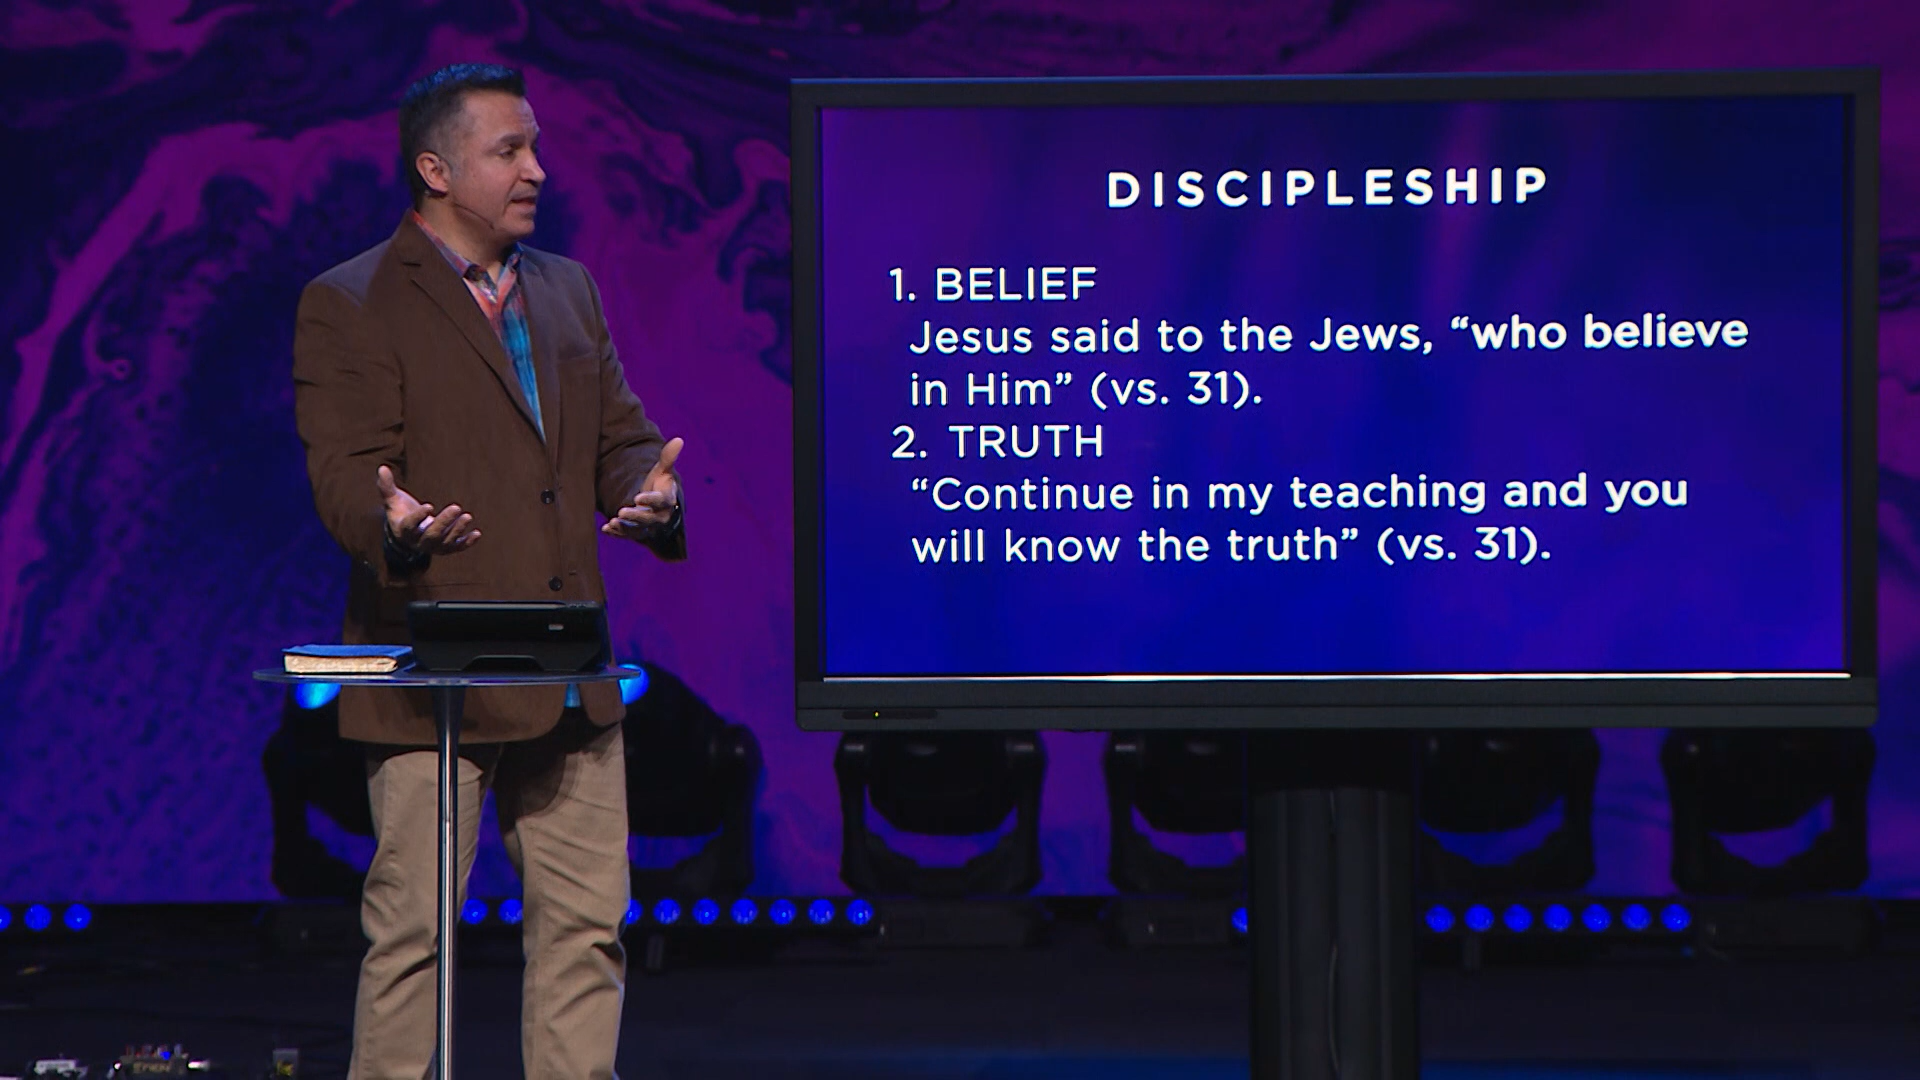 DISCIPLESHIP
1. BELIEF
Jesus said to the Jews, “who believe
in Him” (vs. 31).
2. TRUTH
“Continue in my teaching and you
will know the truth” (vs. 31).